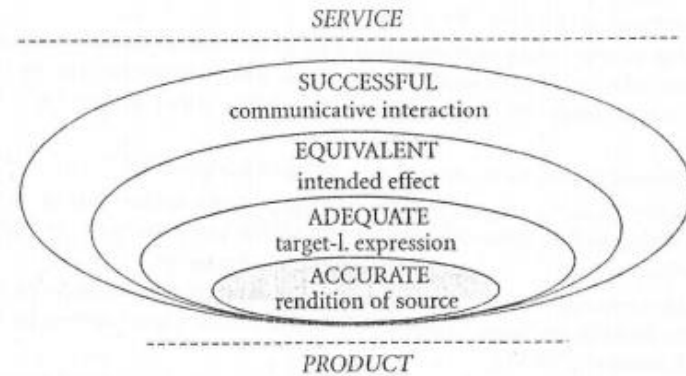 SERVICE
SUCCESSFUL
communicative interaction
EQUIVALENT
intended effect
ADEQUATE
target-l. expression
ACCURATE
rendition of source
PRODUCT